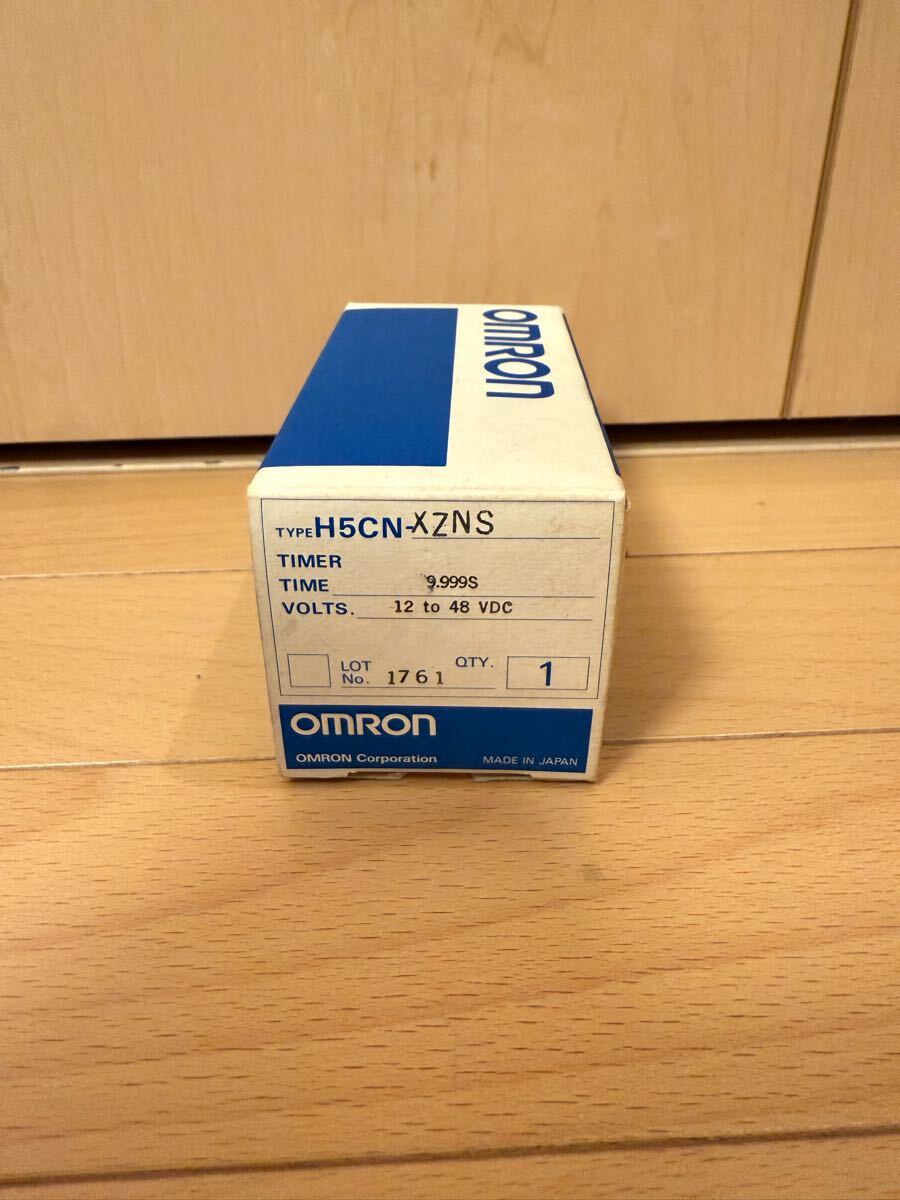 OMRON
TYPE H5CN-XZNS
TIMER
TIME 9.999S
VOLTS. 12 to 48 VDC
LOT No. 1761 QTY. 1
OMRON
OMRON Corporation MADE IN JAPAN